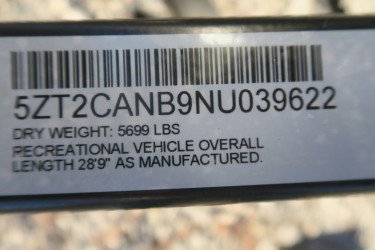 5ZT2CANB9NU039622
DRY WEIGHT: 5699 LBS
RECREATIONAL VEHICLE OVERALL
LENGTH 28'9" AS MANUFACTURED.